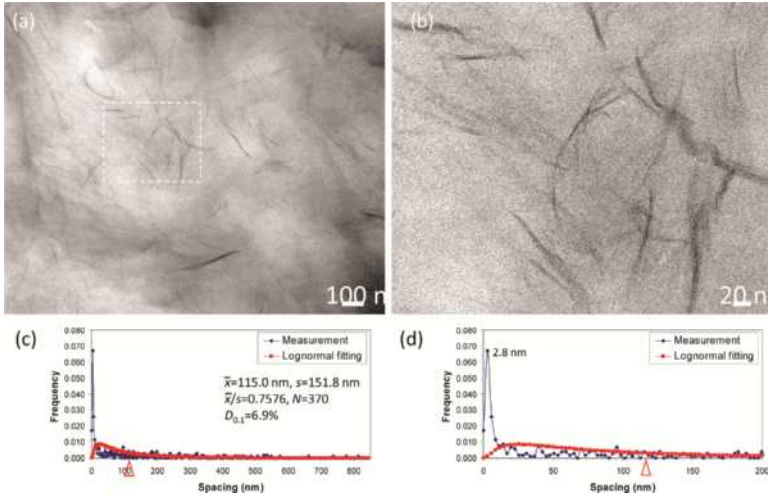 (a)
(b)
100 n
20 n
(c)
0.080
0.070
0.060
0.050
0.040
0.030
0.020
0.010
0.000
Frequency
Measurement
Lognormal fitting
x̅=115.0 nm, s=151.8 nm
x̅/s=0.7576, N=370
D0.1=6.9%
0 100 200 300 400 500 600 700 800
Spacing (nm)
(d)
0.080
0.070
0.060
0.050
0.040
0.030
0.020
0.010
0.000
Frequency
2.8 nm
Measurement
Lognormal fitting
0 50 100 150 200
Spacing (nm)